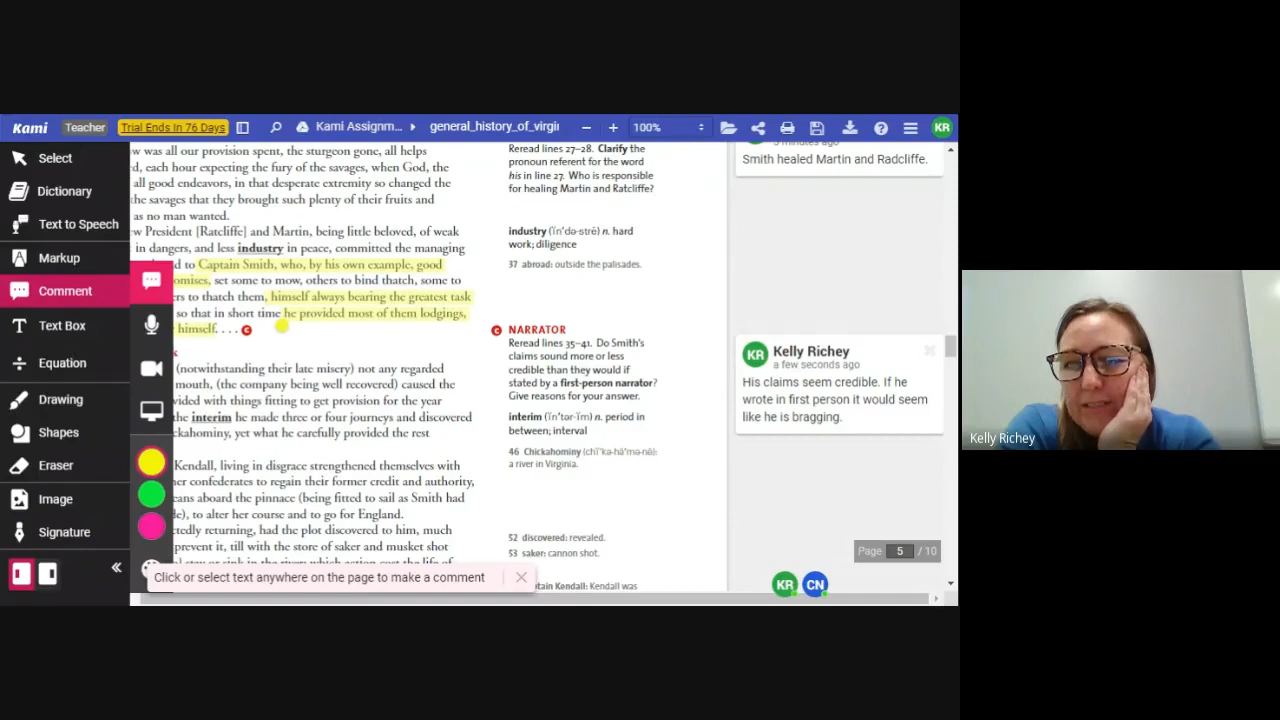 Kami Teacher Trial Ends In 76 Days Kami Assignm... general_history_of_virgi 100% KR
Select
Dictionary
Text to Speech
Markup
Comment
Text Box
Equation
Drawing
Shapes
Eraser
Image
Signature
w was all our provision spent, the sturgeon gone, all helps
d, each hour expecting the fury of the savages, when God, the
all good endeavors, in that desperate extremity so changed the
the savages that they brought such plenty of their fruits and
as no man wanted.
w President [Ratcliffe] and Martin, being little beloved, of weak
in dangers, and less industry in peace, committed the managing
to Captain Smith, who, by his own example, good
omises, set some to mow, others to bind thatch, some to
ers to thatch them, himself always bearing the greatest task
so that in short time he provided most of them lodgings,
himself. . . . C
(notwithstanding their late misery) not any regarded
mouth, (the company being well recovered) caused the
vided with things fitting to get provision for the year
the interim he made three or four journeys and discovered
ckahominy, yet what he carefully provided the rest
Kendall, living in disgrace strengthened themselves with
er confederates to regain their former credit and authority,
eans aboard the pinnace (being fitted to sail as Smith had
de), to alter her course and to go for England.
ctedly returning, had the plot discovered to him, much
prevent it, till with the store of saker and musket shot
Click or select text anywhere on the page to make a comment
Reread lines 27–28. Clarify the
pronoun referent for the word
his in line 27. Who is responsible
for healing Martin and Ratcliffe?
industry (ĭn′də-strē) n. hard
work; diligence
37 abroad: outside the palisades.
C NARRATOR
Reread lines 35–41. Do Smith's
claims sound more or less
credible than they would if
stated by a first-person narrator?
Give reasons for your answer.
interim (ĭn′tər-ĭm) n. period in
between; interval
46 Chickahominy (chĭ′kə-hä′mə-nē):
a river in Virginia.
52 discovered: revealed.
53 saker: cannon shot.
tain Kendall: Kendall was
5 minutes ago
Smith healed Martin and Radcliffe.
KR Kelly Richey
a few seconds ago
His claims seem credible. If he
wrote in first person it would seem
like he is bragging.
Page 5 / 10
KR CN
Kelly Richey